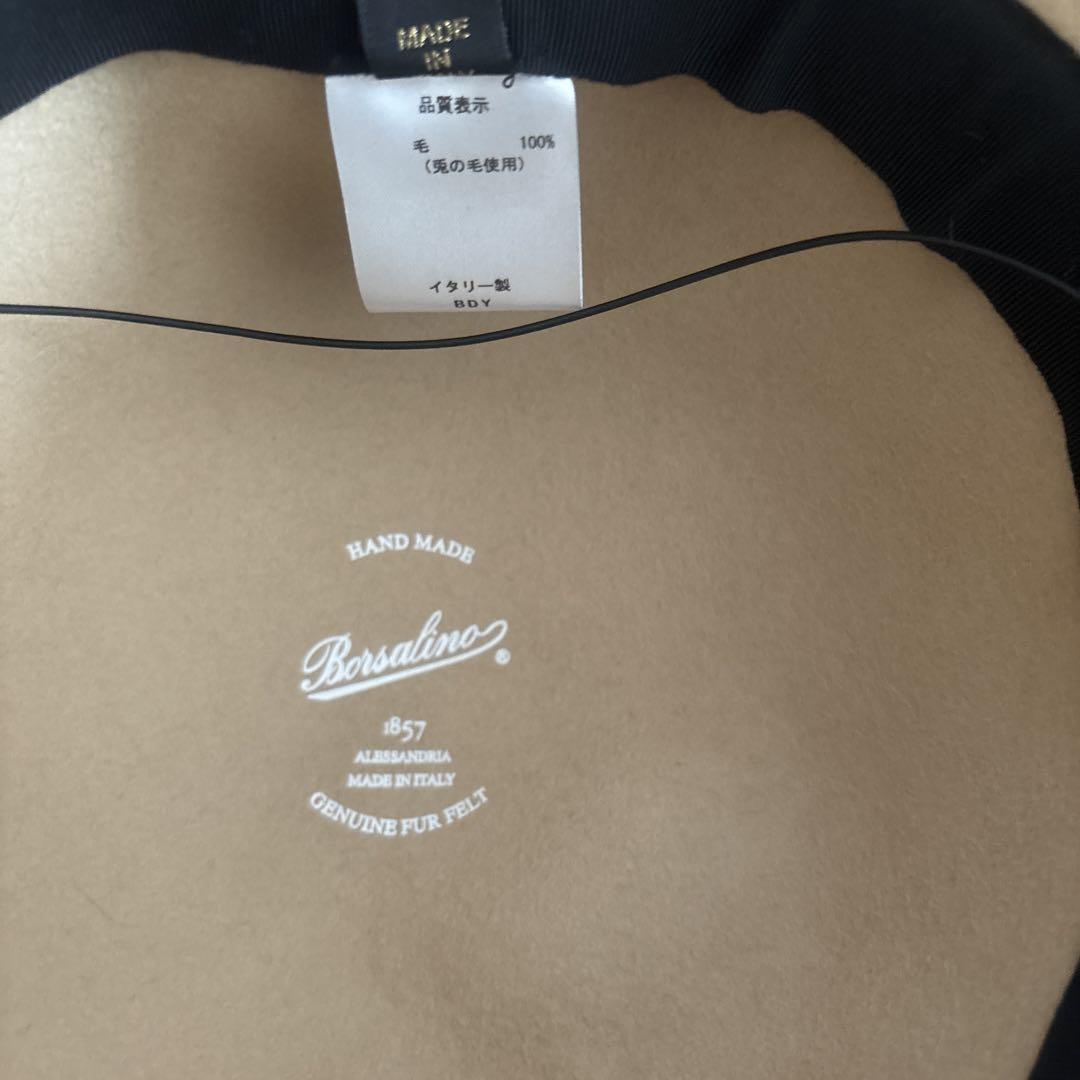 MADE
IN
品質表示
毛 100%
(兎の毛使用)
イタリー製
BDY
HAND MADE
Borsalino®
1857
ALESSANDRIA
MADE IN ITALY
GENUINE FUR FELT